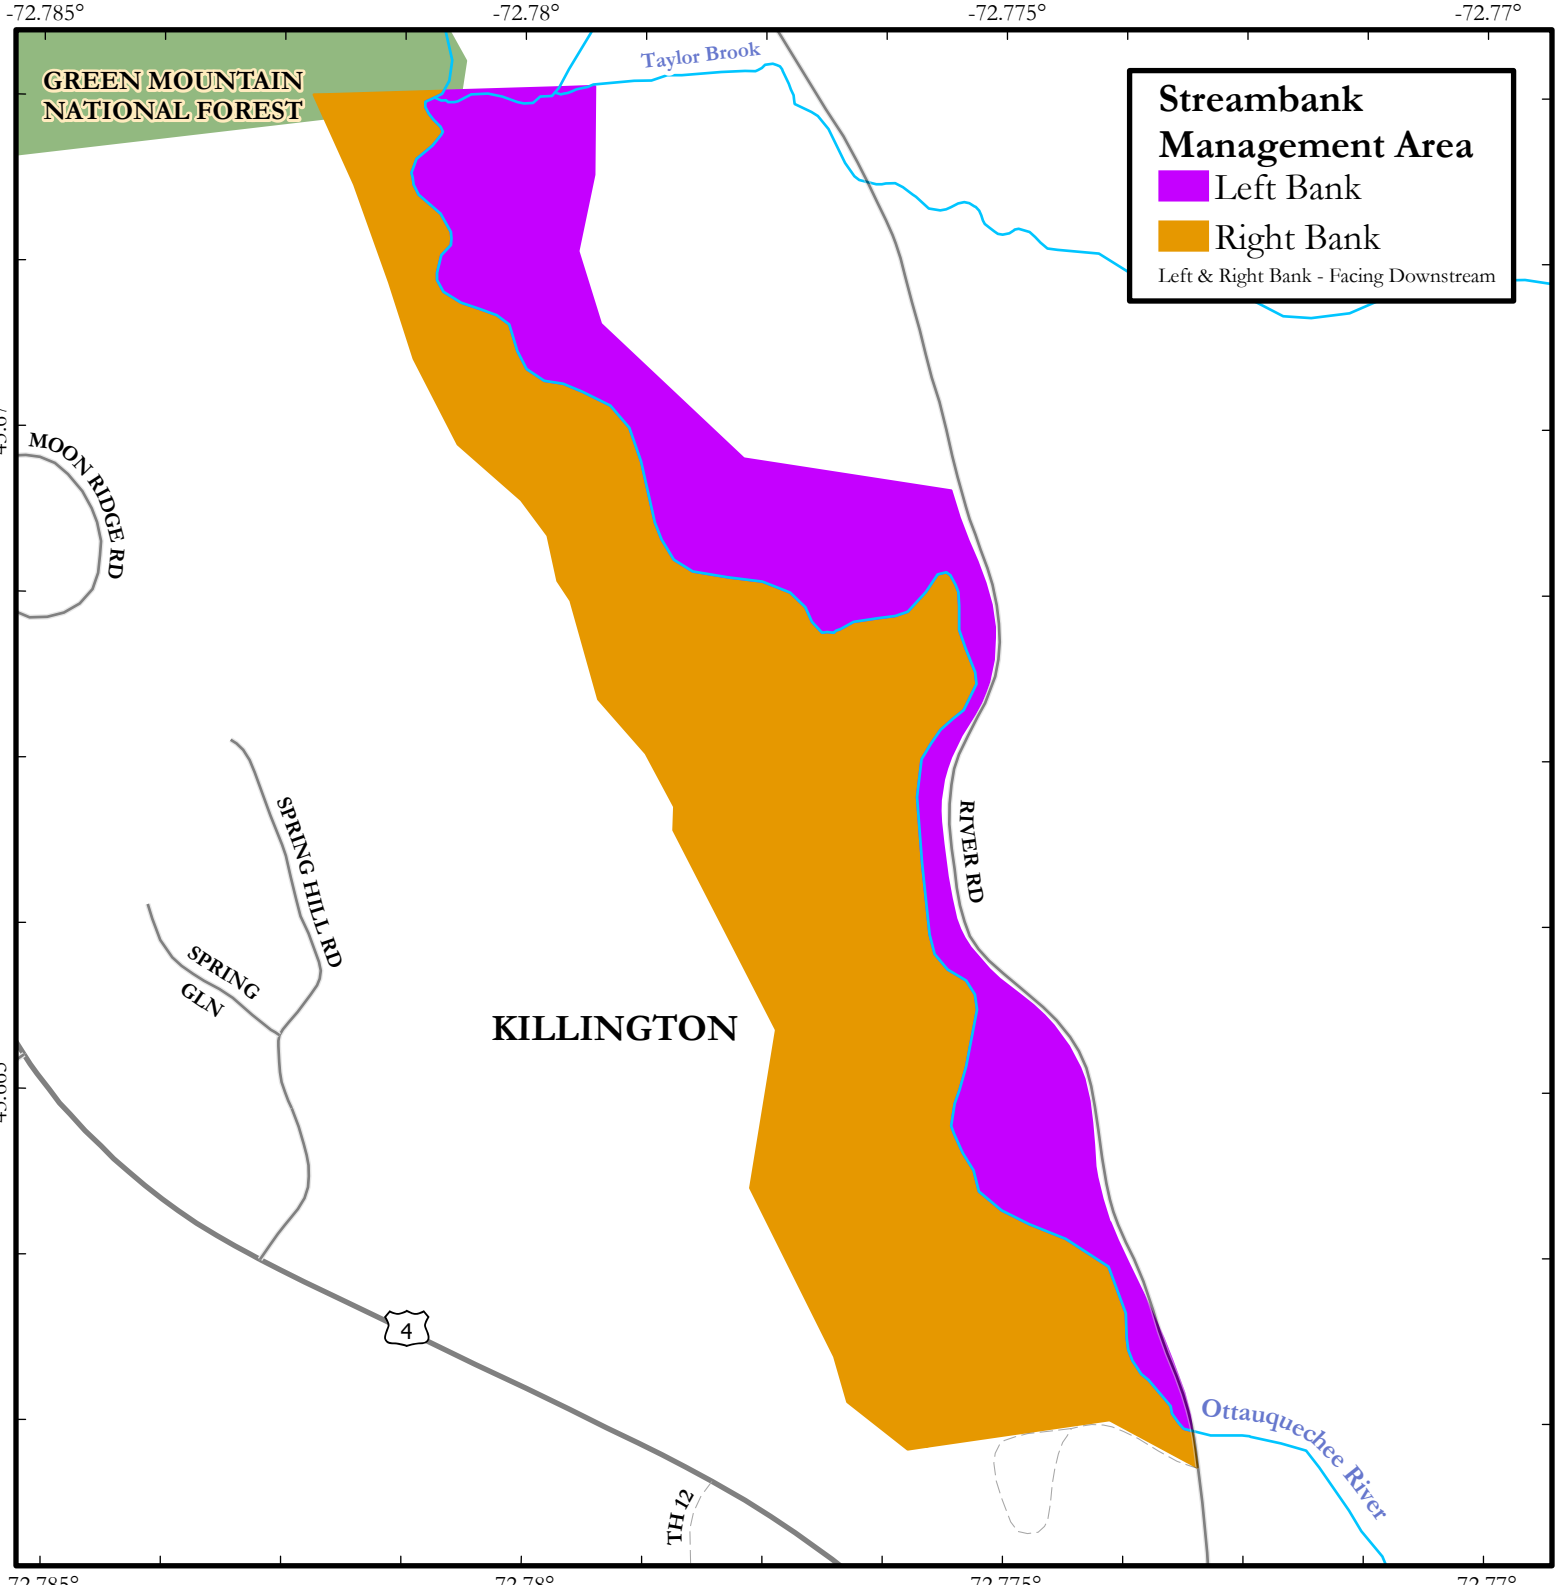 -72.785° -72.78° -72.775° -72.77°
Taylor Brook
GREEN MOUNTAIN
NATIONAL FOREST
Streambank
Management Area
Left Bank
Right Bank
Left & Right Bank - Facing Downstream
MOON RIDGE RD
SPRING HILL RD
RIVER RD
SPRING
GLN
KILLINGTON
4
Ottauquechee River
TH 12